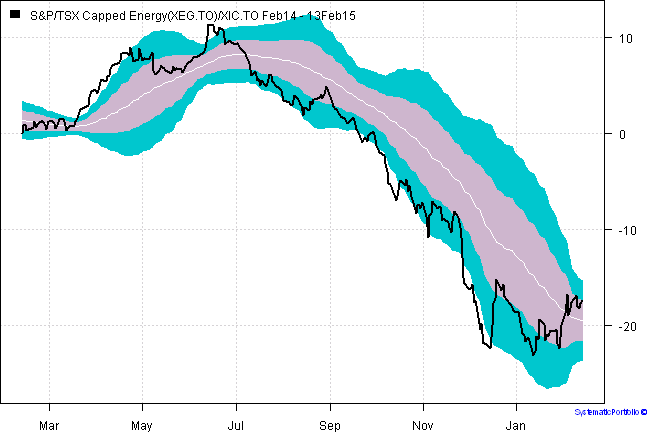 S&P/TSX Capped Energy(XEG.TO)/XIC.TO Feb14 - 13Feb15
10
0
-10
-20
Mar May Jul Sep Nov Jan
SystematicPortfolio ©